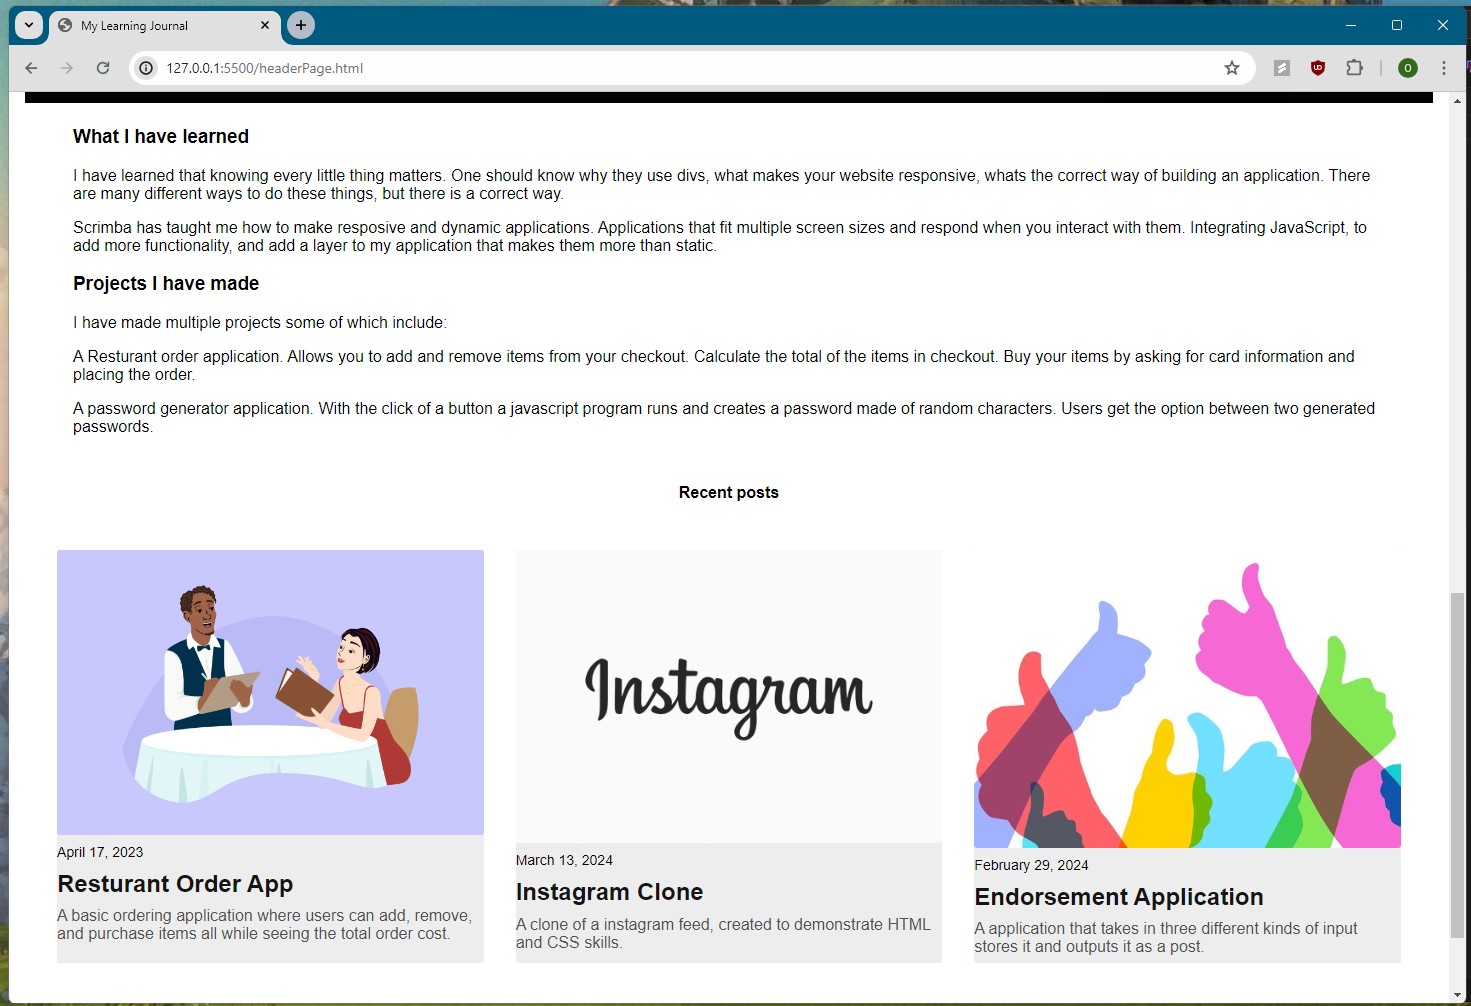 My Learning Journal
127.0.0.1:5500/headerPage.html
O
What I have learned
I have learned that knowing every little thing matters. One should know why they use divs, what makes your website responsive, whats the correct way of building an application. There
are many different ways to do these things, but there is a correct way.
Scrimba has taught me how to make resposive and dynamic applications. Applications that fit multiple screen sizes and respond when you interact with them. Integrating JavaScript, to
add more functionality, and add a layer to my application that makes them more than static.
Projects I have made
I have made multiple projects some of which include:
A Resturant order application. Allows you to add and remove items from your checkout. Calculate the total of the items in checkout. Buy your items by asking for card information and
placing the order.
A password generator application. With the click of a button a javascript program runs and creates a password made of random characters. Users get the option between two generated
passwords.
Recent posts
Instagram
April 17, 2023
Resturant Order App
A basic ordering application where users can add, remove,
and purchase items all while seeing the total order cost.
March 13, 2024
Instagram Clone
A clone of a instagram feed, created to demonstrate HTML
and CSS skills.
February 29, 2024
Endorsement Application
A application that takes in three different kinds of input
stores it and outputs it as a post.